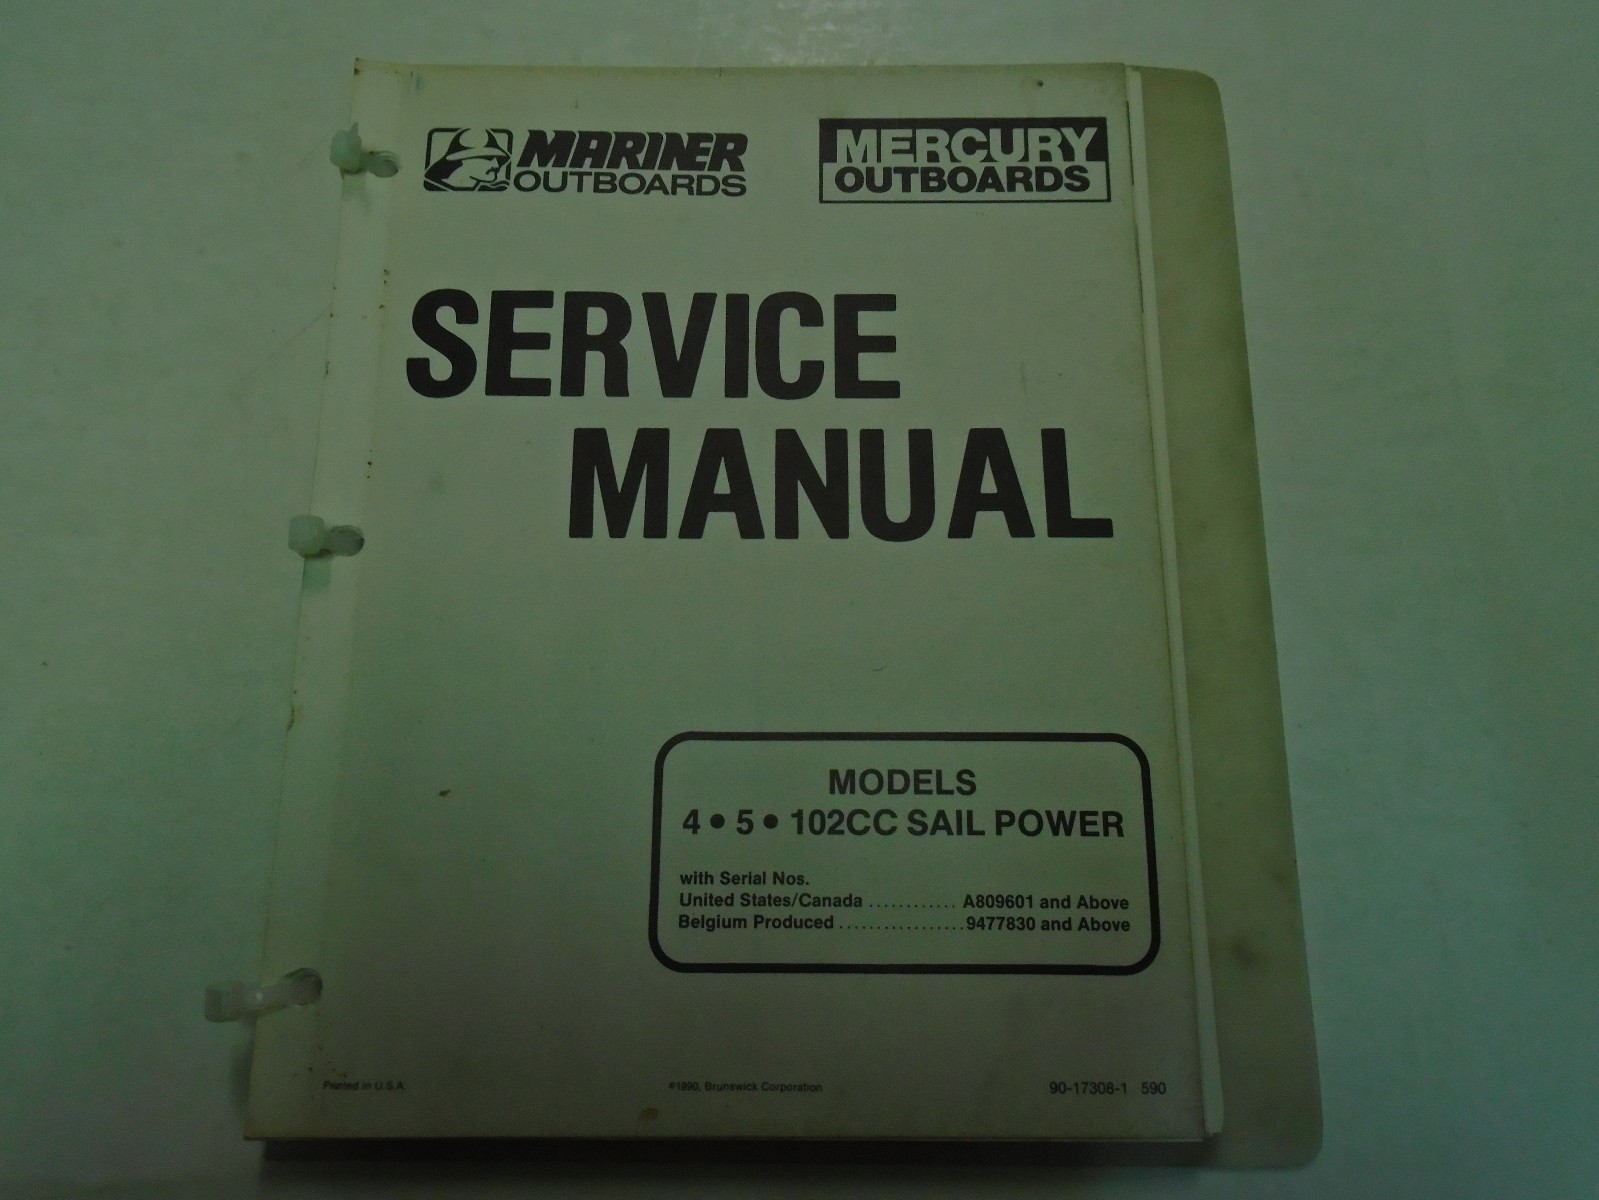 MARINER
OUTBOARDS
MERCURY
OUTBOARDS
SERVICE
MANUAL
MODELS
4 • 5 • 102CC SAIL POWER
with Serial Nos.
United States/Canada ............ A809601 and Above
Belgium Produced .................9477830 and Above
Printed in U.S.A.
©1990, Brunswick Corporation
90-17308-1 590